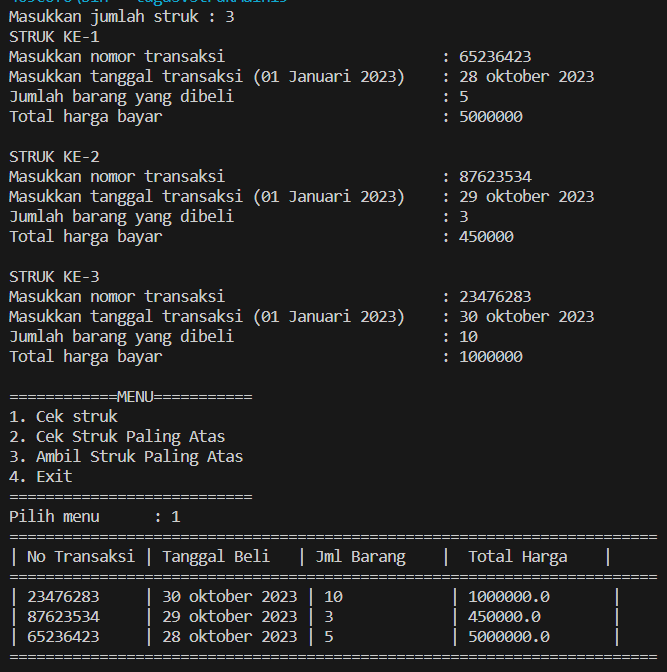 Masukkan jumlah struk : 3
STRUK KE-1
Masukkan nomor transaksi : 65236423
Masukkan tanggal transaksi (01 Januari 2023) : 28 oktober 2023
Jumlah barang yang dibeli : 5
Total harga bayar : 5000000
STRUK KE-2
Masukkan nomor transaksi : 87623534
Masukkan tanggal transaksi (01 Januari 2023) : 29 oktober 2023
Jumlah barang yang dibeli : 3
Total harga bayar : 450000
STRUK KE-3
Masukkan nomor transaksi : 23476283
Masukkan tanggal transaksi (01 Januari 2023) : 30 oktober 2023
Jumlah barang yang dibeli : 10
Total harga bayar : 1000000
============MENU===========
1. Cek struk
2. Cek Struk Paling Atas
3. Ambil Struk Paling Atas
4. Exit
===========================
Pilih menu : 1
========================================================================
| No Transaksi | Tanggal Beli | Jml Barang | Total Harga |
========================================================================
| 23476283 | 30 oktober 2023 | 10 | 1000000.0 |
| 87623534 | 29 oktober 2023 | 3 | 450000.0 |
| 65236423 | 28 oktober 2023 | 5 | 5000000.0 |
========================================================================